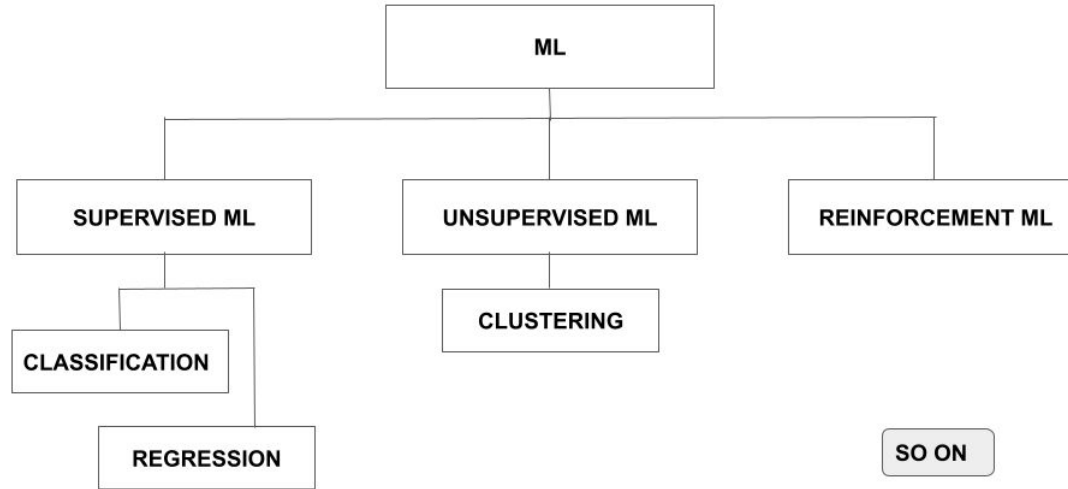 ML
SUPERVISED ML
UNSUPERVISED ML
REINFORCEMENT ML
CLUSTERING
CLASSIFICATION
REGRESSION
SO ON